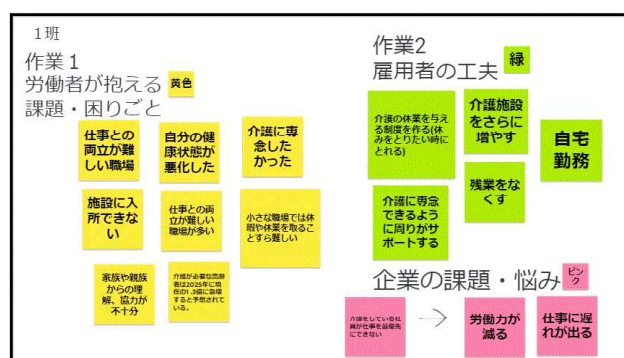 1班
作業1
労働者が抱える
課題・困りごと
黄色
仕事との
両立が難
しい職場
自分の健
康状態が
悪化した
介護に専
念した
かった
施設に入
所できな
い
仕事との両
立が難しい
職場が多い
小さな職場では休
暇や休業を取るこ
とすら難しい
家族や親族
からの理
解、協力が
不十分
介護が必要な高齢
者は2025年に現
在の1.3倍に急増
すると予想されて
いる。
作業2
雇用者の工夫
緑
介護の休業を与え
る制度を作る(休
みをとりたい時に
とれる)
介護施設
をさらに
増やす
自宅
勤務
介護に専念
できるよう
に周りがサ
ポートする
残業をな
くす
企業の課題・悩み
ピン
ク
介護をしている社
員が仕事を最優先
にできない
→
労働力が
減る
仕事に遅
れが出る